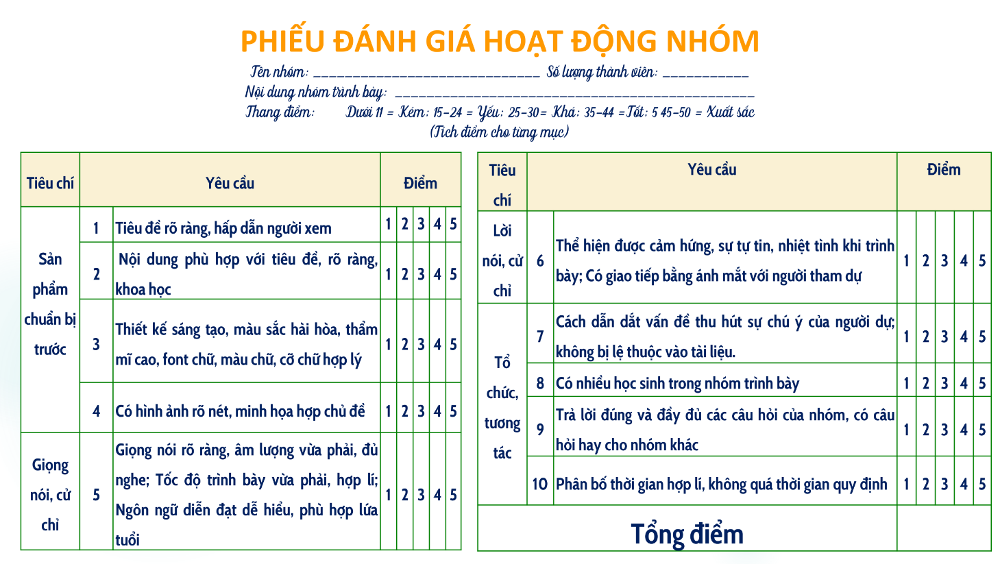 PHIẾU ĐÁNH GIÁ HOẠT ĐỘNG NHÓM
Tên nhóm: _____________________________ Số lượng thành viên: ___________
Nội dung nhóm trình bày: ______________________________________________
Thang điểm: Dưới 11 = Kém; 15-24 = Yếu; 25-30= Khá; 35-44 =Tốt; 5 45-50 = Xuất sắc
(Tích điểm cho từng mục)
Tiêu chí Yêu cầu Điểm
Sản
phẩm
chuẩn bị
trước
1 Tiêu đề rõ ràng, hấp dẫn người xem 1 2 3 4 5
2 Nội dung phù hợp với tiêu đề, rõ ràng,
khoa học 1 2 3 4 5
3 Thiết kế sáng tạo, màu sắc hài hòa, thẩm
mĩ cao, font chữ, màu chữ, cỡ chữ hợp lý 1 2 3 4 5
4 Có hình ảnh rõ nét, minh họa hợp chủ đề 1 2 3 4 5
Giọng
nói, cử
chỉ
5 Giọng nói rõ ràng, âm lượng vừa phải, đủ
nghe; Tốc độ trình bày vừa phải, hợp lí;
Ngôn ngữ diễn đạt dễ hiểu, phù hợp lứa
tuổi 1 2 3 4 5
Tiêu
chí
Yêu cầu Điểm
Lời
nói, cử
chỉ
6 Thể hiện được cảm hứng, sự tự tin, nhiệt tình khi trình
bày; Có giao tiếp bằng ánh mắt với người tham dự 1 2 3 4 5
Tổ
chức,
tương
tác
7 Cách dẫn dắt vấn đề thu hút sự chú ý của người dự;
không bị lệ thuộc vào tài liệu. 1 2 3 4 5
8 Có nhiều học sinh trong nhóm trình bày 1 2 3 4 5
9 Trả lời đúng và đầy đủ các câu hỏi của nhóm, có câu
hỏi hay cho nhóm khác 1 2 3 4 5
10 Phân bố thời gian hợp lí, không quá thời gian quy định 1 2 3 4 5
Tổng điểm